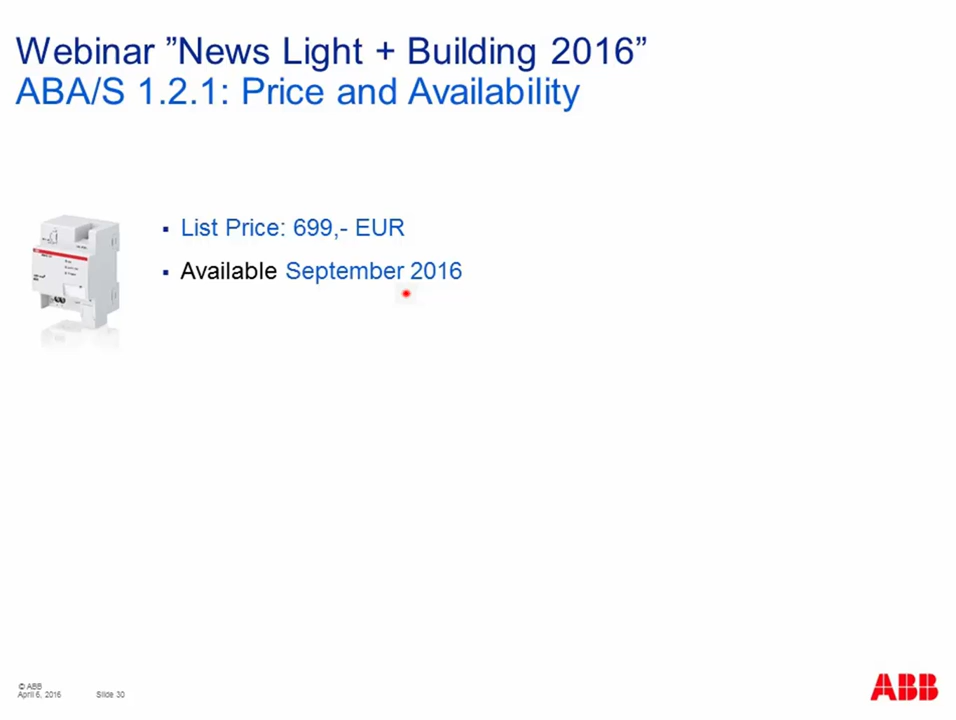 Webinar ”News Light + Building 2016”
ABA/S 1.2.1: Price and Availability
▪ List Price: 699,- EUR
▪ Available September 2016
© ABB
April 6, 2016 Slide 30
ABB